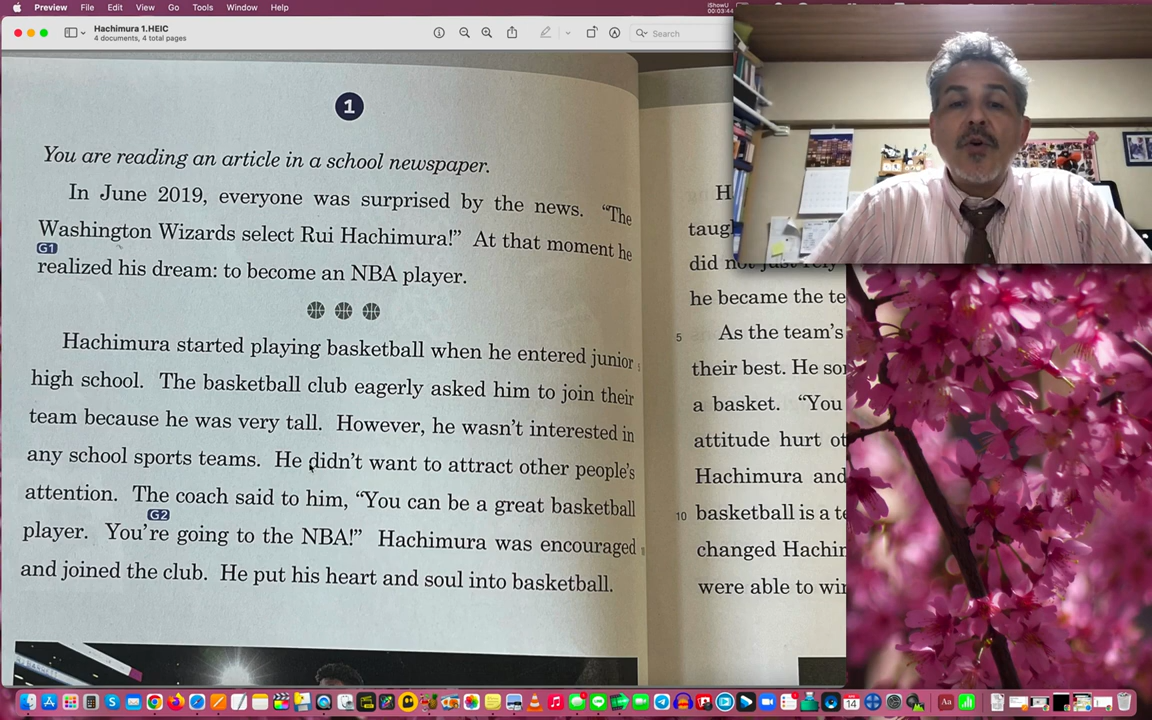 Preview File Edit View Go Tools Window Help
Hachimura 1.HEIC
4 documents, 4 total pages
Search
1
You are reading an article in a school newspaper.
In June 2019, everyone was surprised by the news. "The
Washington Wizards select Rui Hachimura!" At that moment he
G1
realized his dream: to become an NBA player.
Hachimura started playing basketball when he entered junior
high school. The basketball club eagerly asked him to join their
team because he was very tall. However, he wasn't interested in
any school sports teams. He didn't want to attract other people's
attention. The coach said to him, "You can be a great basketball
G2
player. You're going to the NBA!" Hachimura was encouraged
and joined the club. He put his heart and soul into basketball.
he became the te
5 As the team's
their best. He so
a basket. "You
attitude hurt ot
Hachimura and
10 basketball is a te
changed Hachin
were able to wi